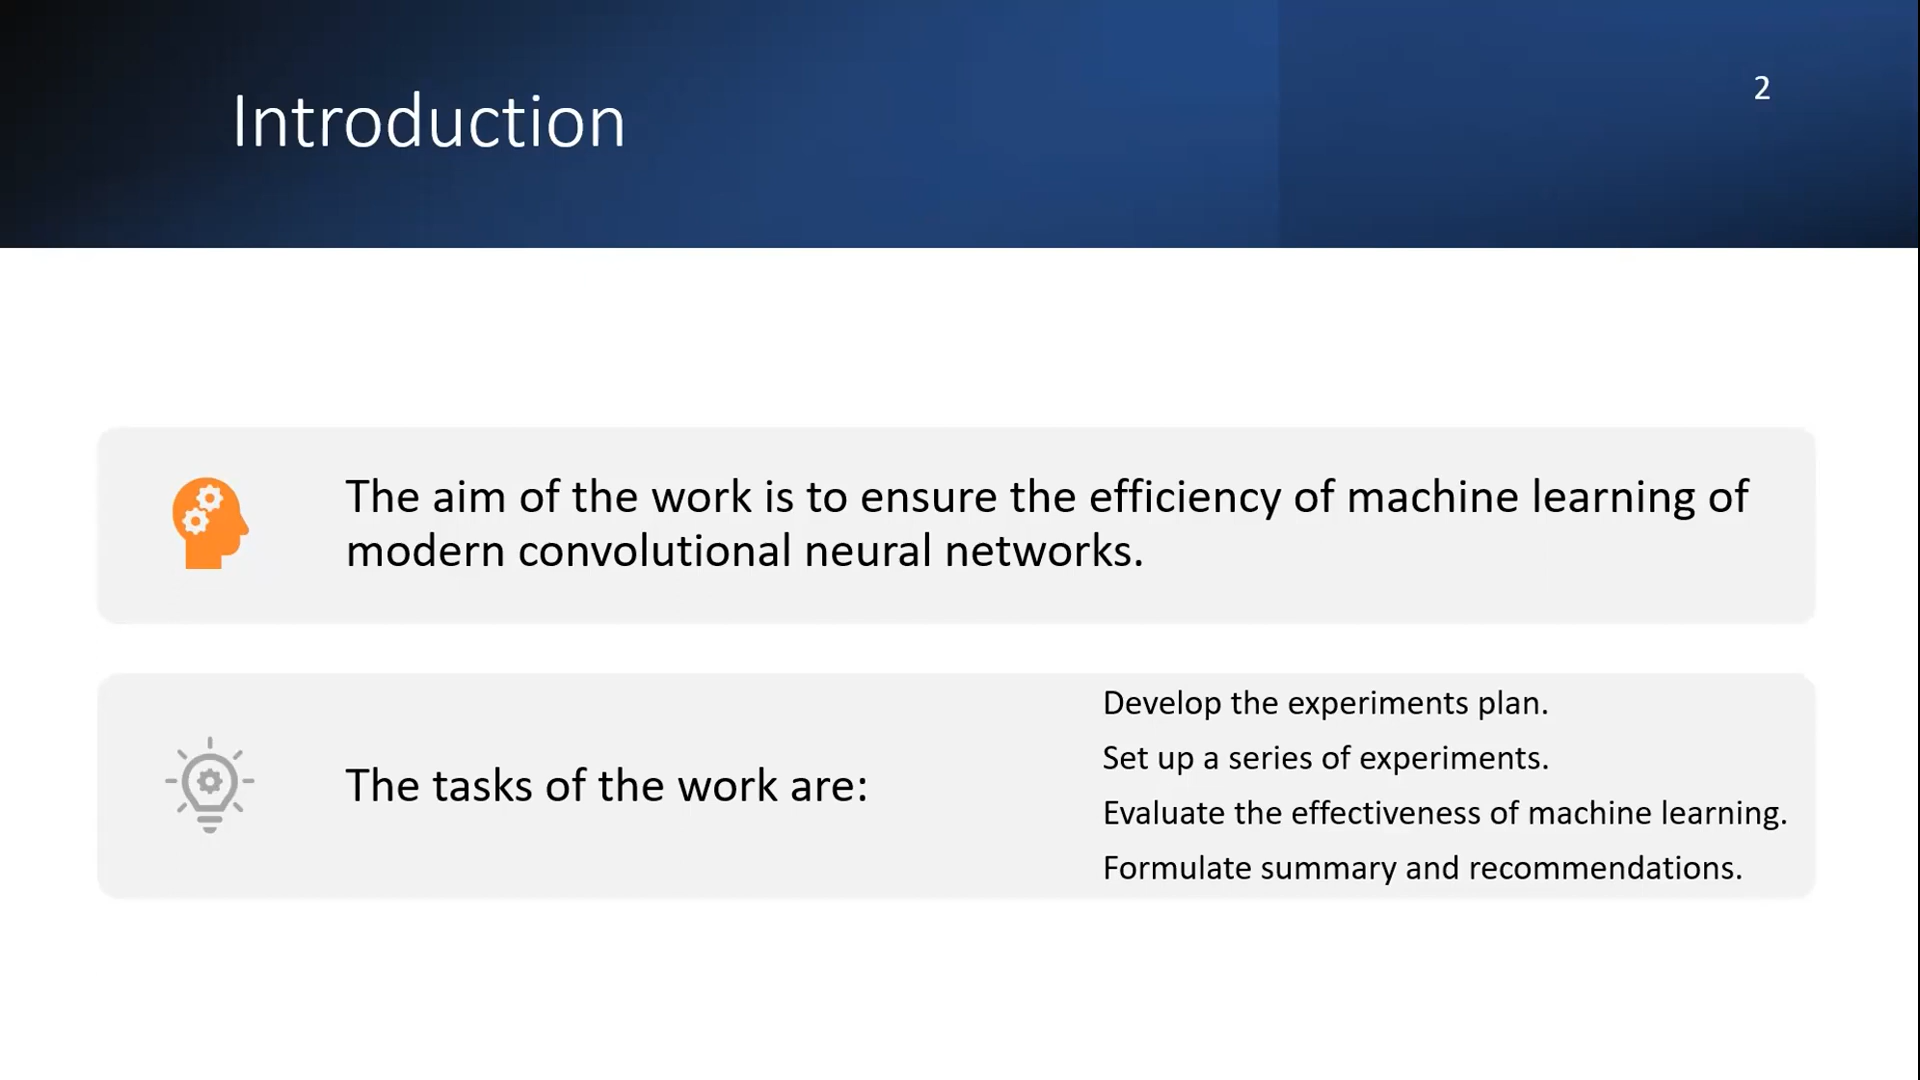 Introduction
2
The aim of the work is to ensure the efficiency of machine learning of
modern convolutional neural networks.
The tasks of the work are:
Develop the experiments plan.
Set up a series of experiments.
Evaluate the effectiveness of machine learning.
Formulate summary and recommendations.